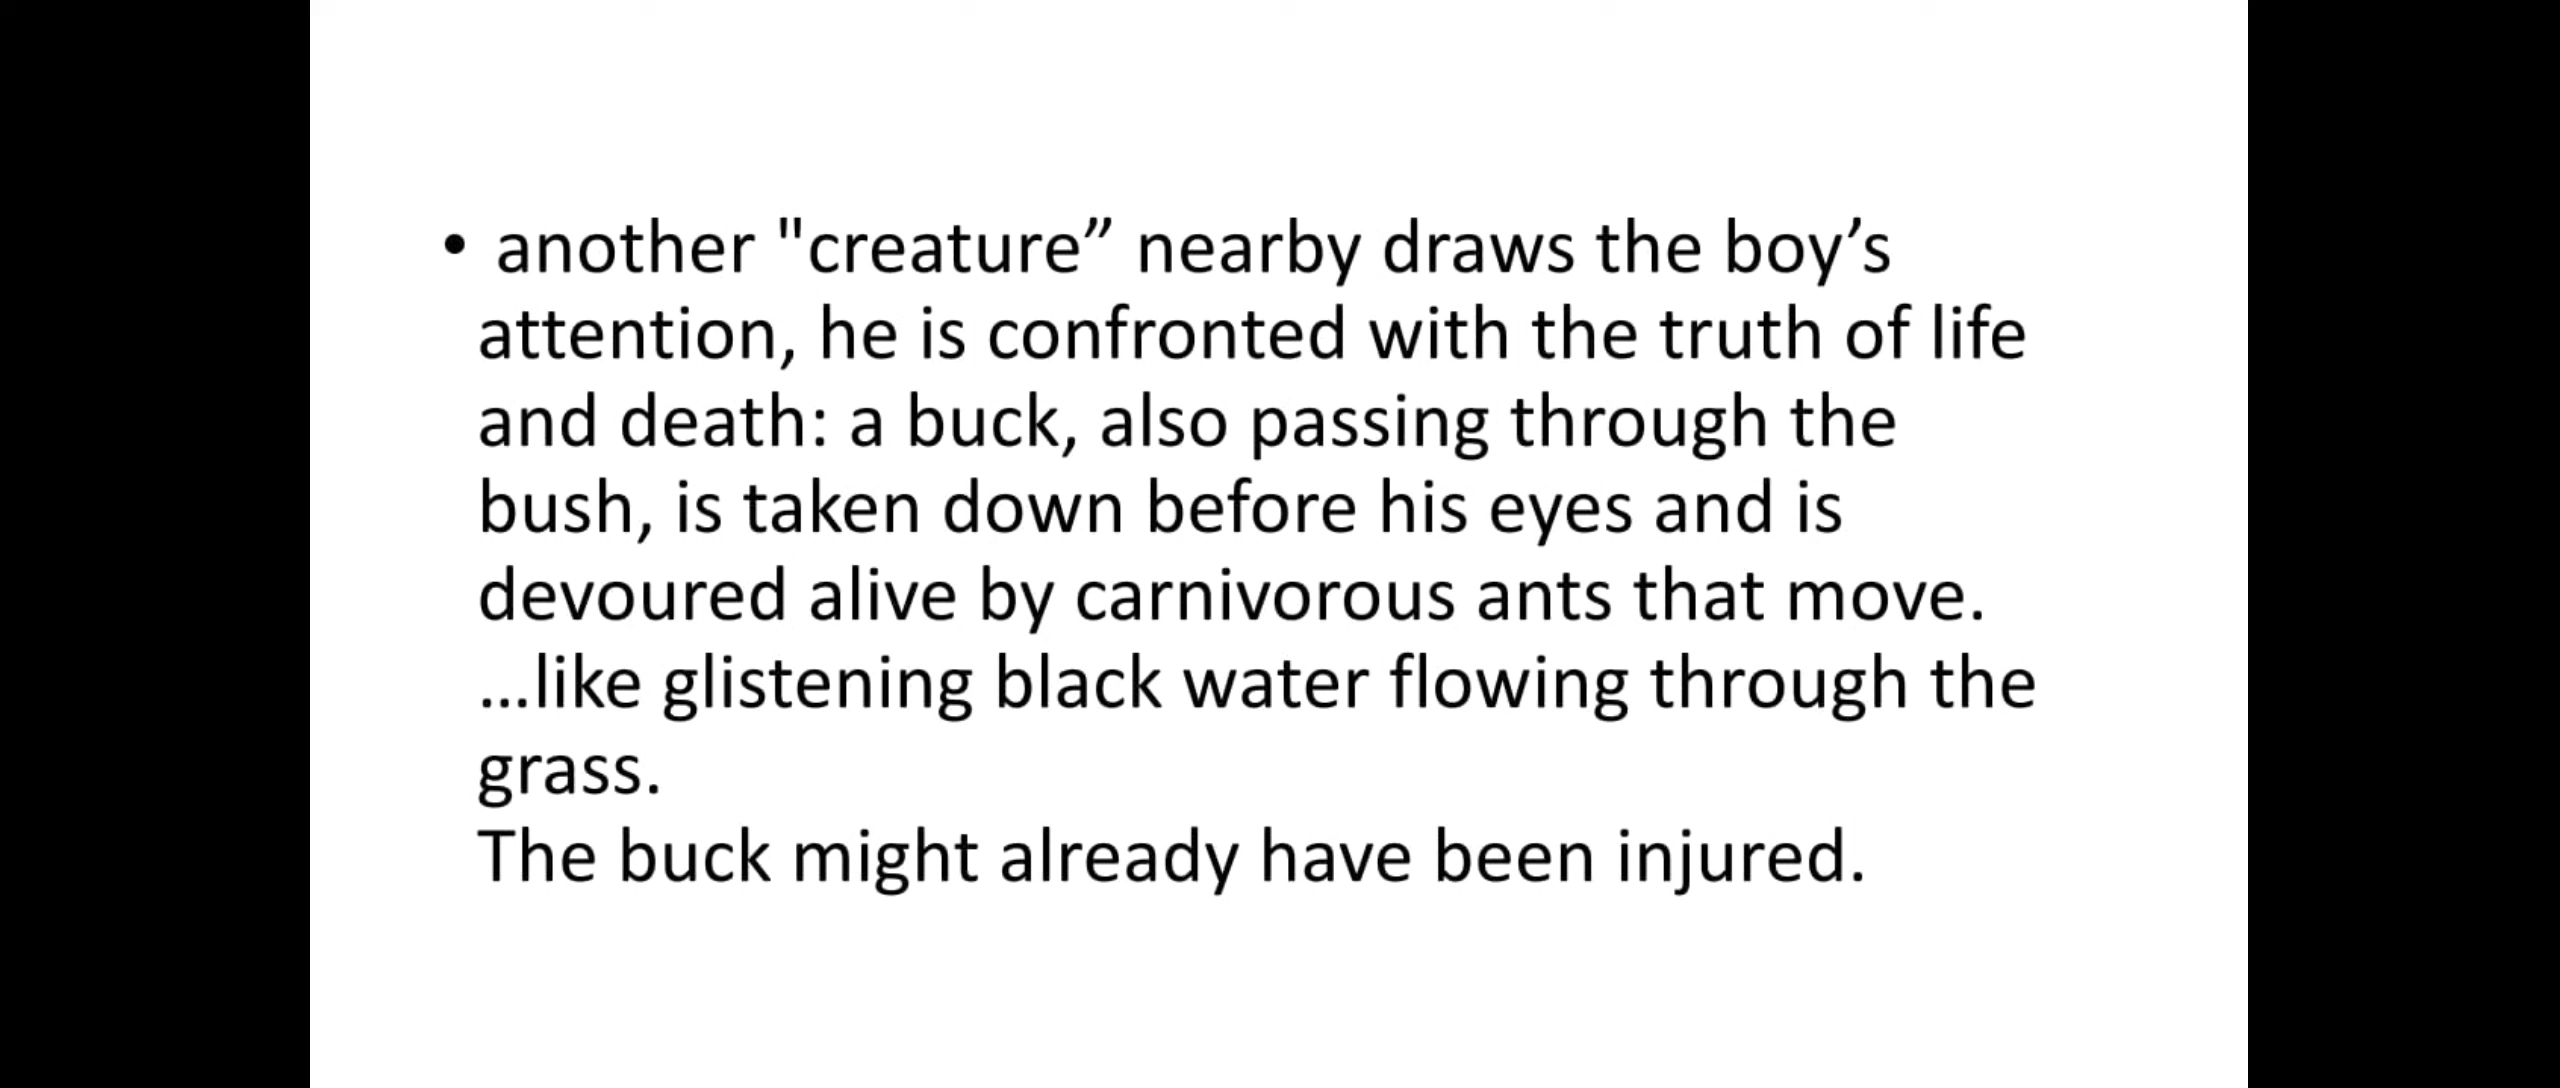 • another "creature” nearby draws the boy’s
attention, he is confronted with the truth of life
and death: a buck, also passing through the
bush, is taken down before his eyes and is
devoured alive by carnivorous ants that move.
...like glistening black water flowing through the
grass.
The buck might already have been injured.